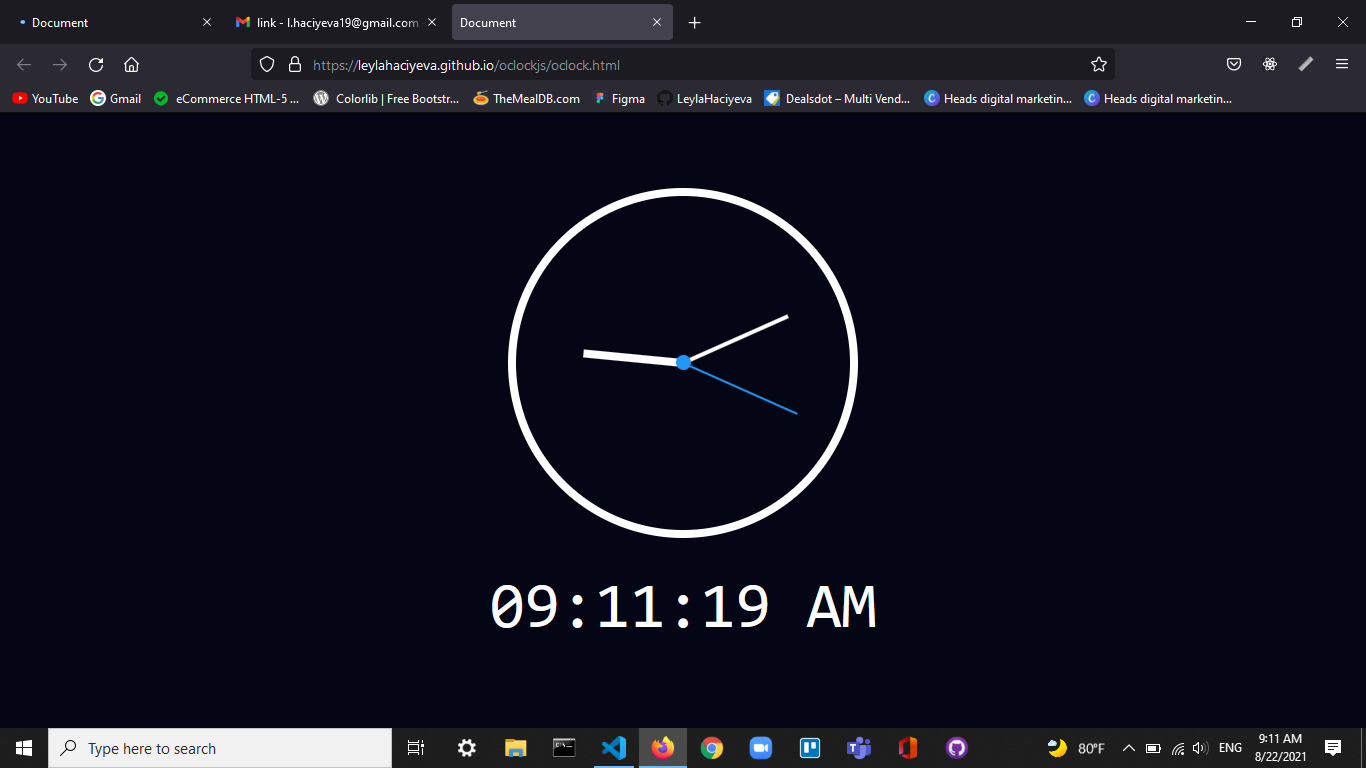 Document
link - l.haciyeva19@gmail.com
Document
https://leylahaciyeva.github.io/oclockjs/oclock.html
YouTube
Gmail
eCommerce HTML-5 ...
Colorlib | Free Bootstr...
TheMealDB.com
Figma
LeylaHaciyeva
Dealsdot – Multi Vend...
Heads digital marketin...
Heads digital marketin...
09:11:19 AM
Type here to search
80°F
ENG
9:11 AM
8/22/2021